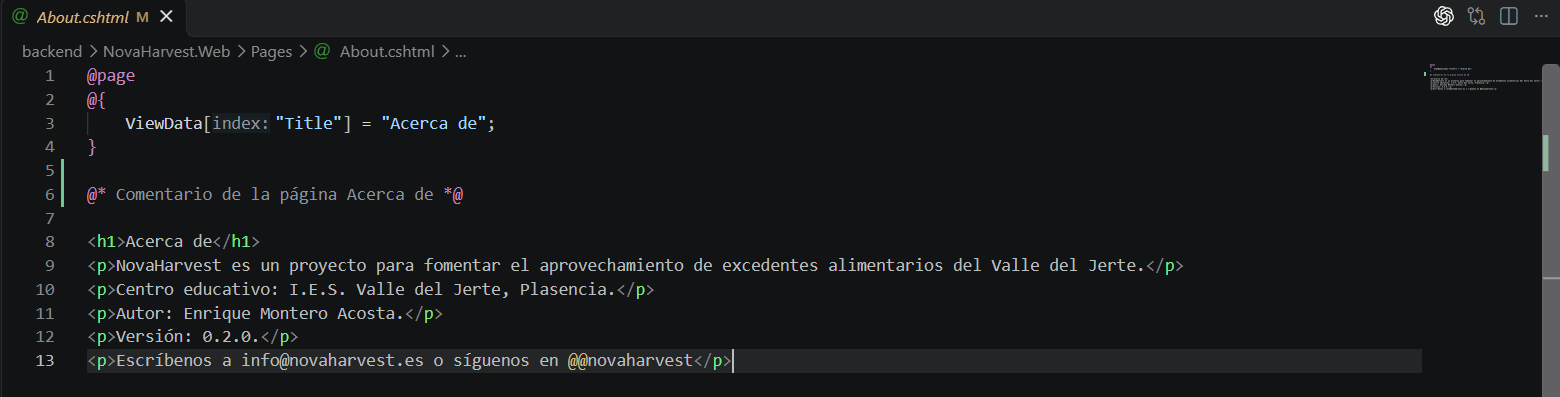 About.cshtml M
backend > NovaHarvest.Web > Pages > @ About.cshtml > ...
1 @page
2 @{
3 ViewData[index: "Title"] = "Acerca de";
4 }
5
6 @* Comentario de la página Acerca de *@
7
8 <h1>Acerca de</h1>
9 <p>NovaHarvest es un proyecto para fomentar el aprovechamiento de excedentes alimentarios del Valle del Jerte.</p>
10 <p>Centro educativo: I.E.S. Valle del Jerte, Plasencia.</p>
11 <p>Autor: Enrique Montero Acosta.</p>
12 <p>Versión: 0.2.0.</p>
13 <p>Escríbenos a info@novaharvest.es o síguenos en @@novaharvest</p>